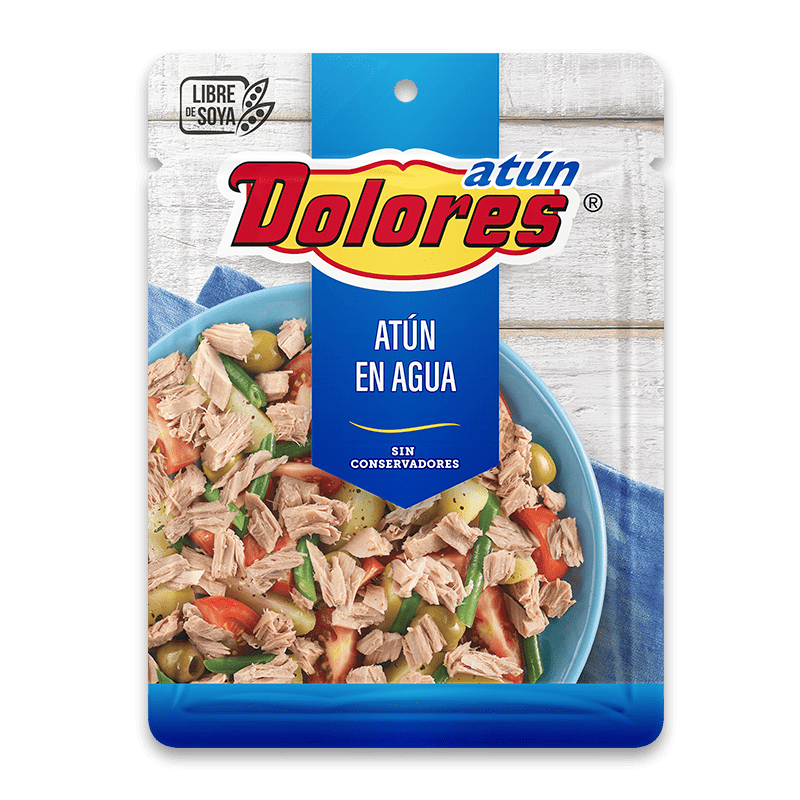 LIBRE
DE SOYA
atún
Dolores®
ATÚN
EN AGUA
SIN
CONSERVADORES